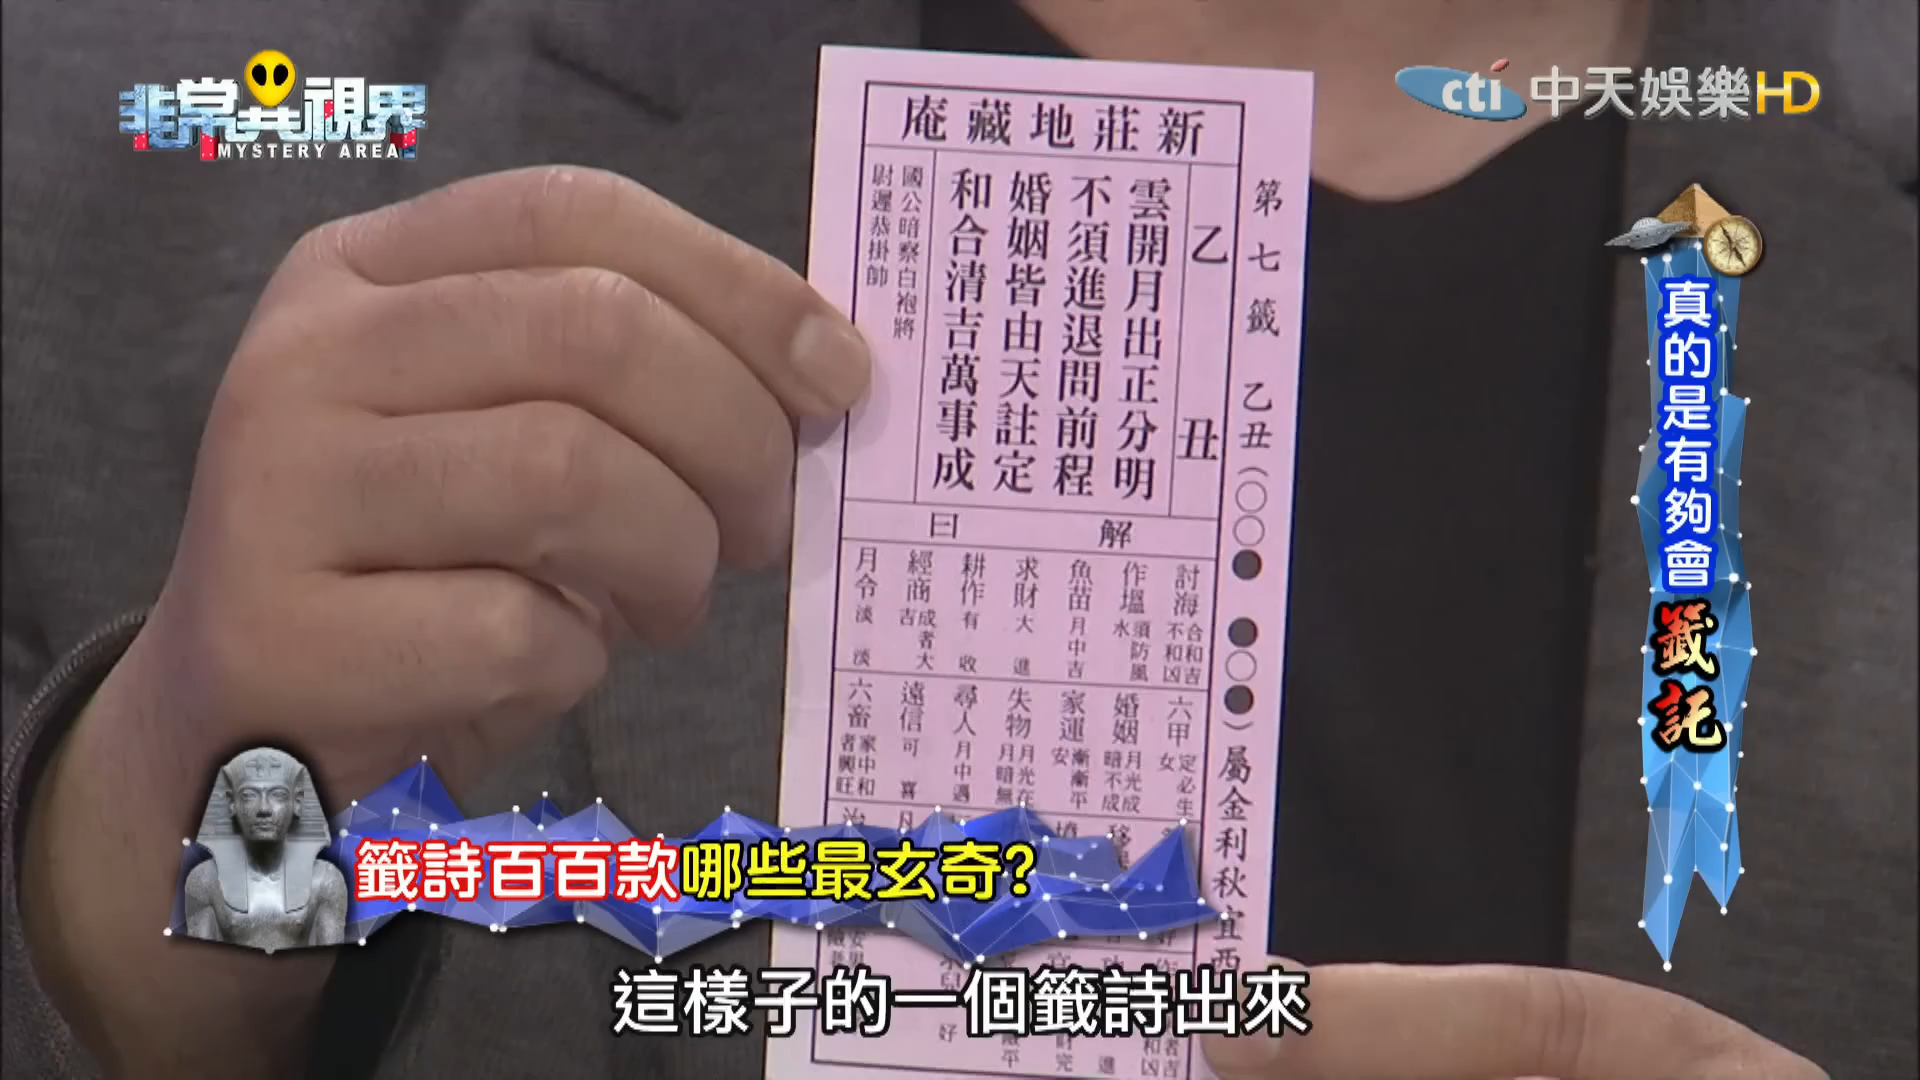 非常異視界
MYSTERY AREA
cti 中天娛樂HD
真的是有夠會
籤託
新莊地藏庵
第七籤 乙丑(○○● ●○●)屬金利秋宜西
乙丑
雲開月出正分明
不須進退問前程
婚姻皆由天註定
和合清吉萬事成
國公暗察白袍將
尉遲恭掛帥
解曰
討海 合和吉 不和凶
作塭 須防風水
魚苗 月中吉
求財 大進
耕作 有收
經商 成者大吉
月令 淡淡
六甲 定必生女
婚姻 月光成 暗不成
家運 漸漸平安
失物 月光在 月暗無
尋人 月中遇
遠信 可喜
六畜 家中和者興旺
籤詩百百款哪些最玄奇?
這樣子的一個籤詩出來